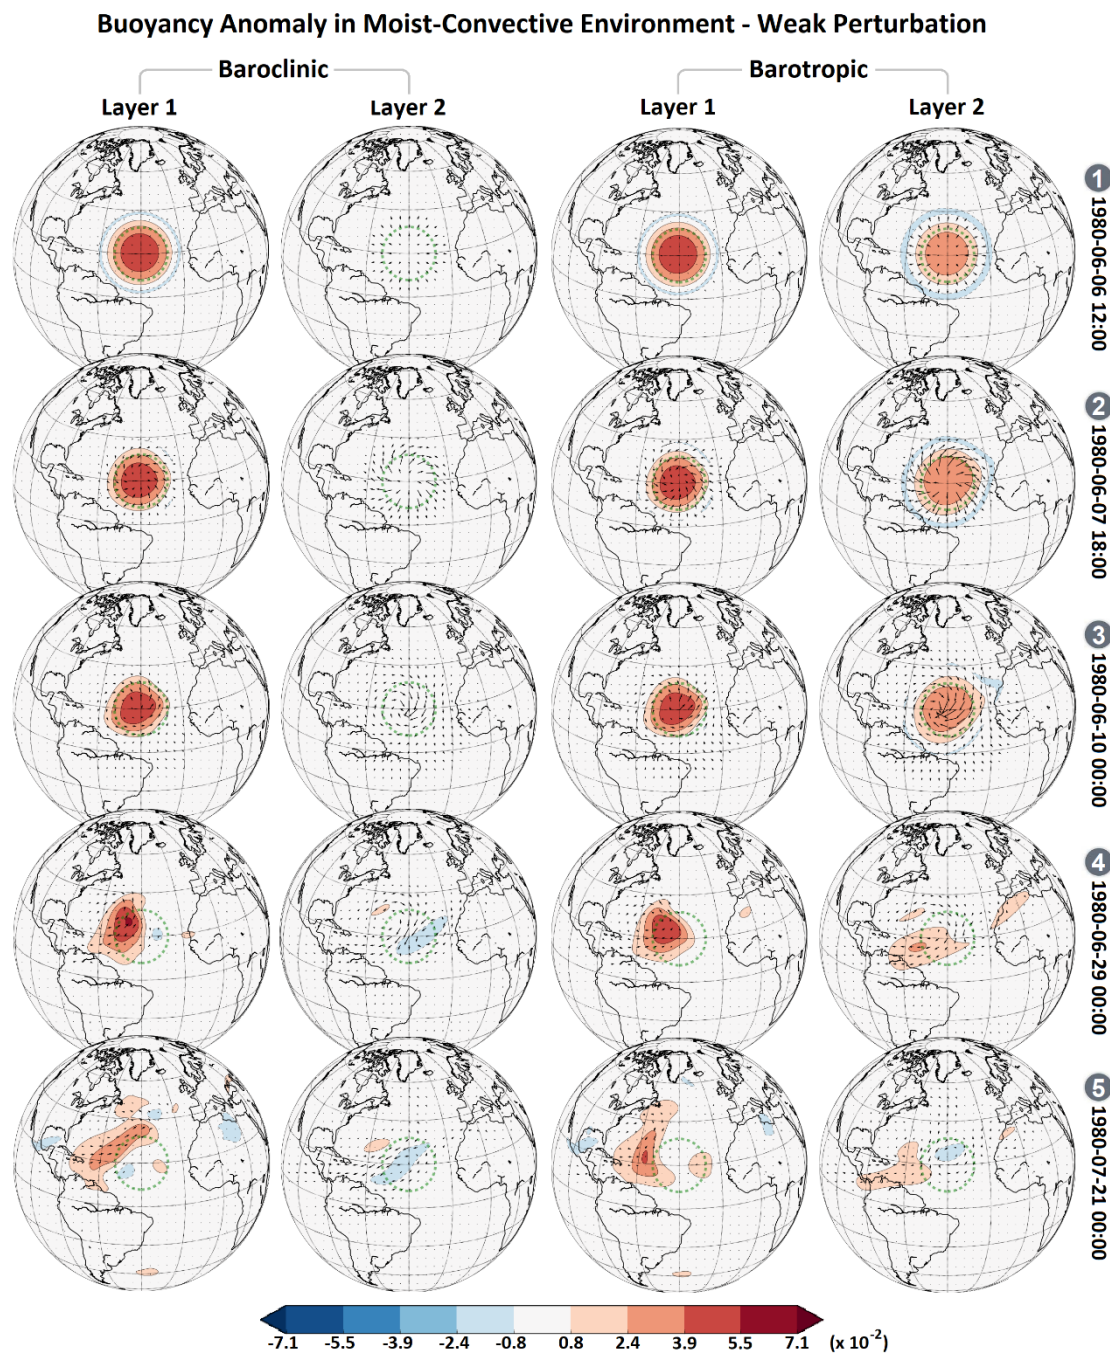 Buoyancy Anomaly in Moist-Convective Environment - Weak Perturbation
Baroclinic
Barotropic
Layer 1
Layer 2
Layer 1
Layer 2
1 1980-06-06 12:00
2 1980-06-07 18:00
3 1980-06-10 00:00
4 1980-06-29 00:00
5 1980-07-21 00:00
-7.1 -5.5 -3.9 -2.4 -0.8 0.8 2.4 3.9 5.5 7.1 (x 10-2)